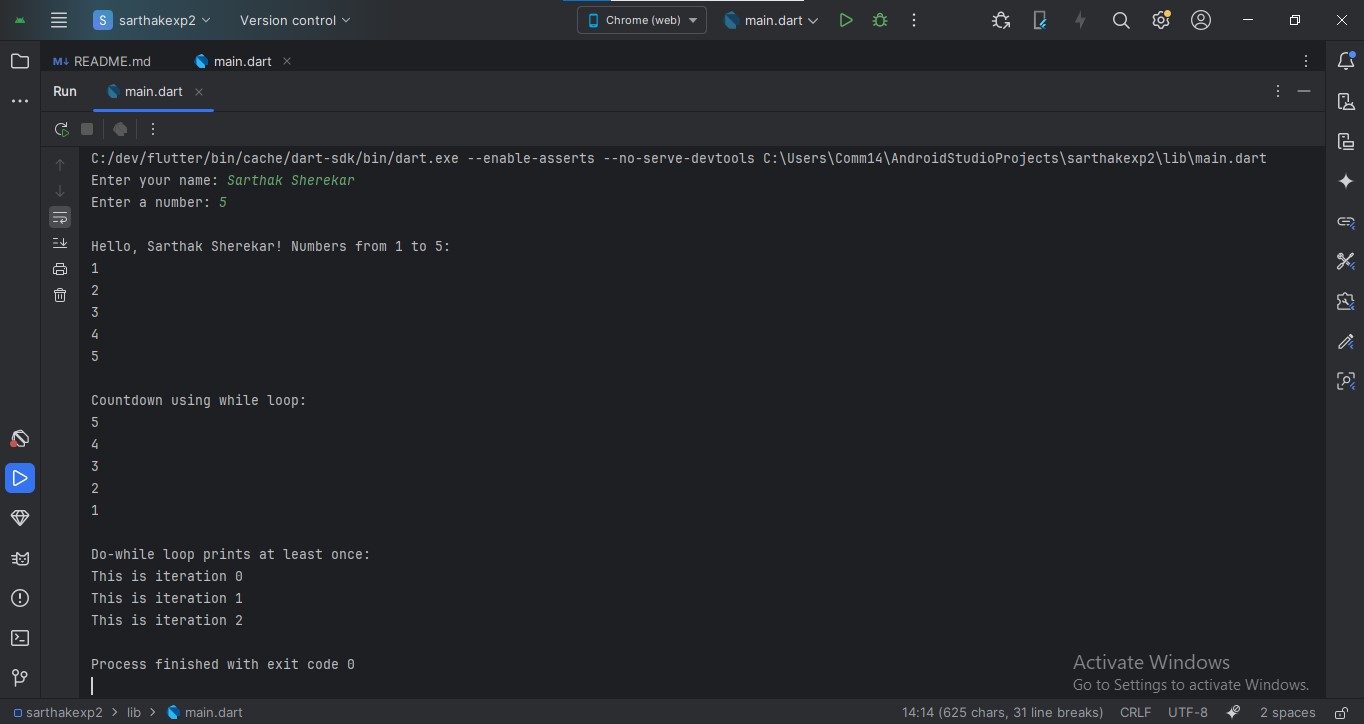 S sarthakexp2 Version control Chrome (web) main.dart
M↓ README.md main.dart
Run main.dart
C:/dev/flutter/bin/cache/dart-sdk/bin/dart.exe --enable-asserts --no-serve-devtools C:\Users\Comm14\AndroidStudioProjects\sarthakexp2\lib\main.dart
Enter your name: Sarthak Sherekar
Enter a number: 5
Hello, Sarthak Sherekar! Numbers from 1 to 5:
1
2
3
4
5
Countdown using while loop:
5
4
3
2
1
Do-while loop prints at least once:
This is iteration 0
This is iteration 1
This is iteration 2
Process finished with exit code 0
Activate Windows
Go to Settings to activate Windows.
sarthakexp2 > lib > main.dart 14:14 (625 chars, 31 line breaks) CRLF UTF-8 2 spaces